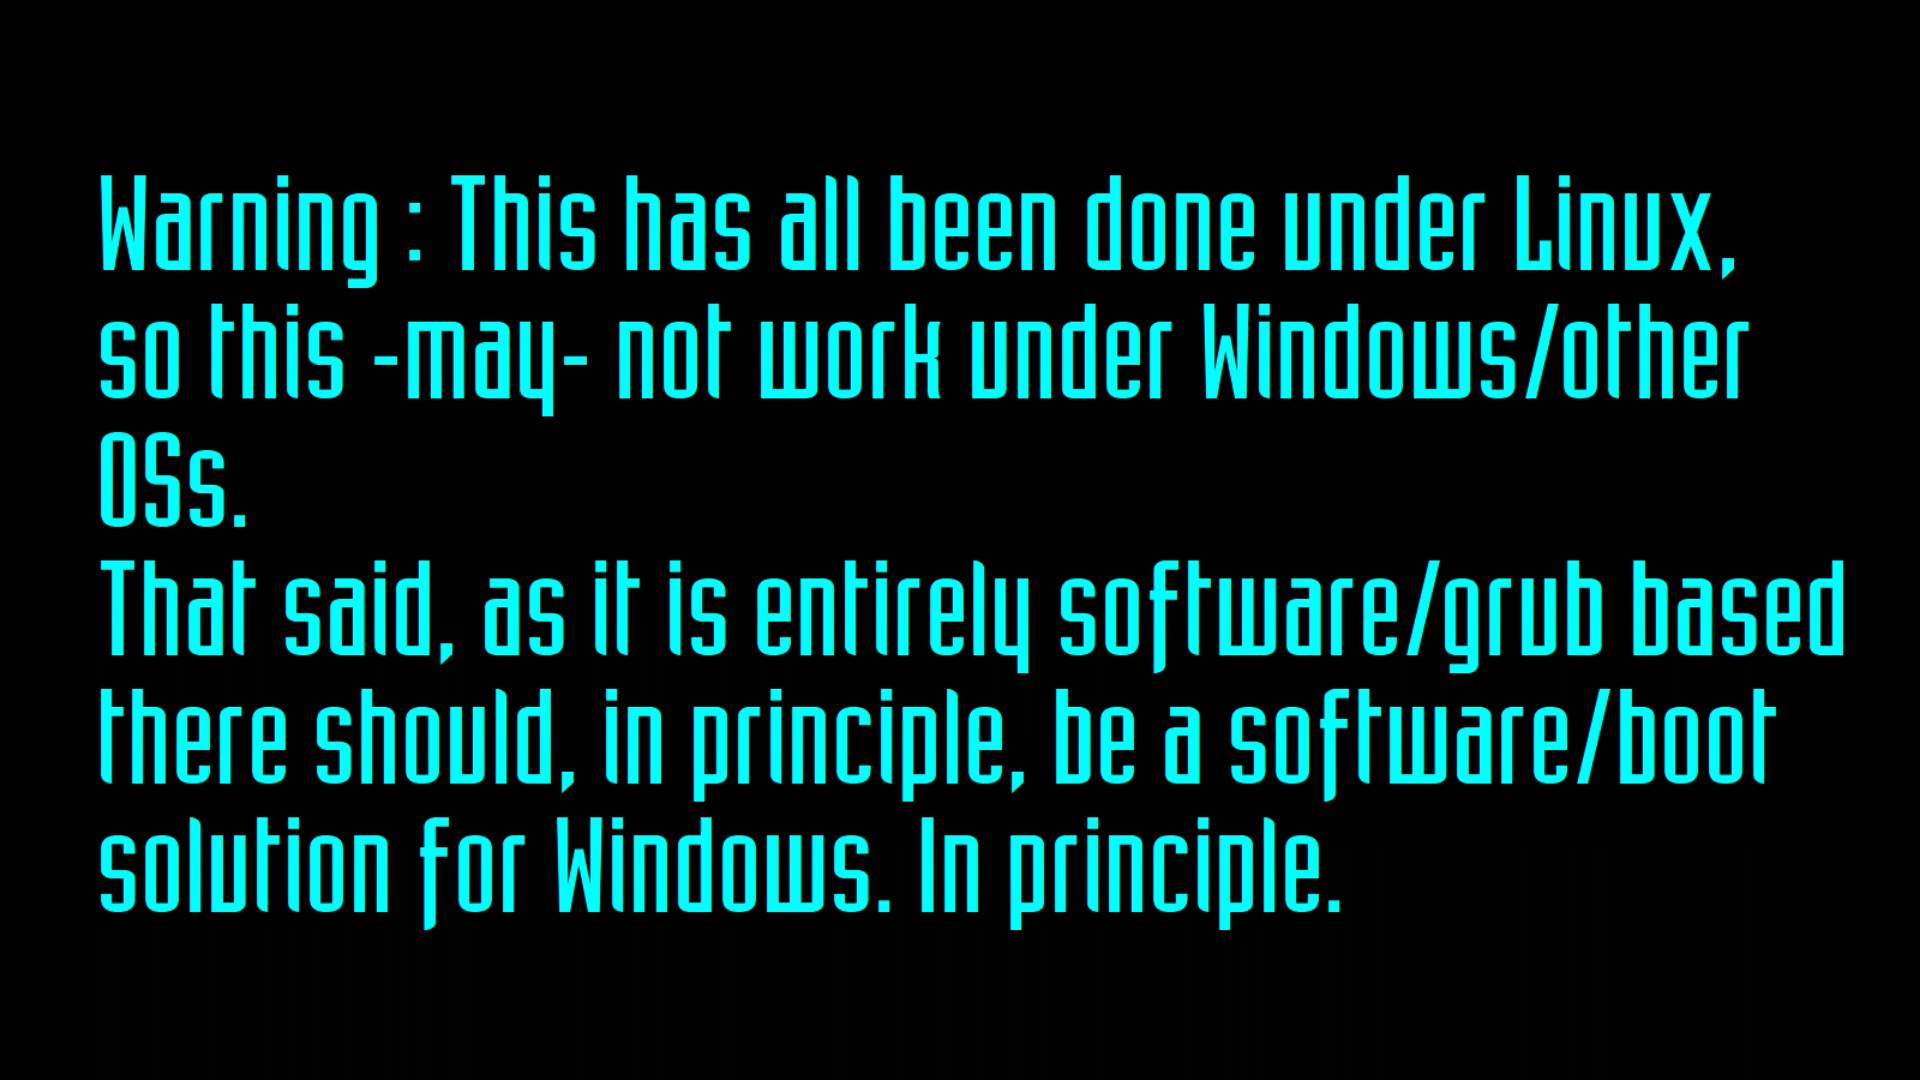 Warning : This has all been done under Linux,
so this -may- not work under Windows/other
OSs.
That said, as it is entirely software/grub based
there should, in principle, be a software/boot
solution for Windows. In principle.